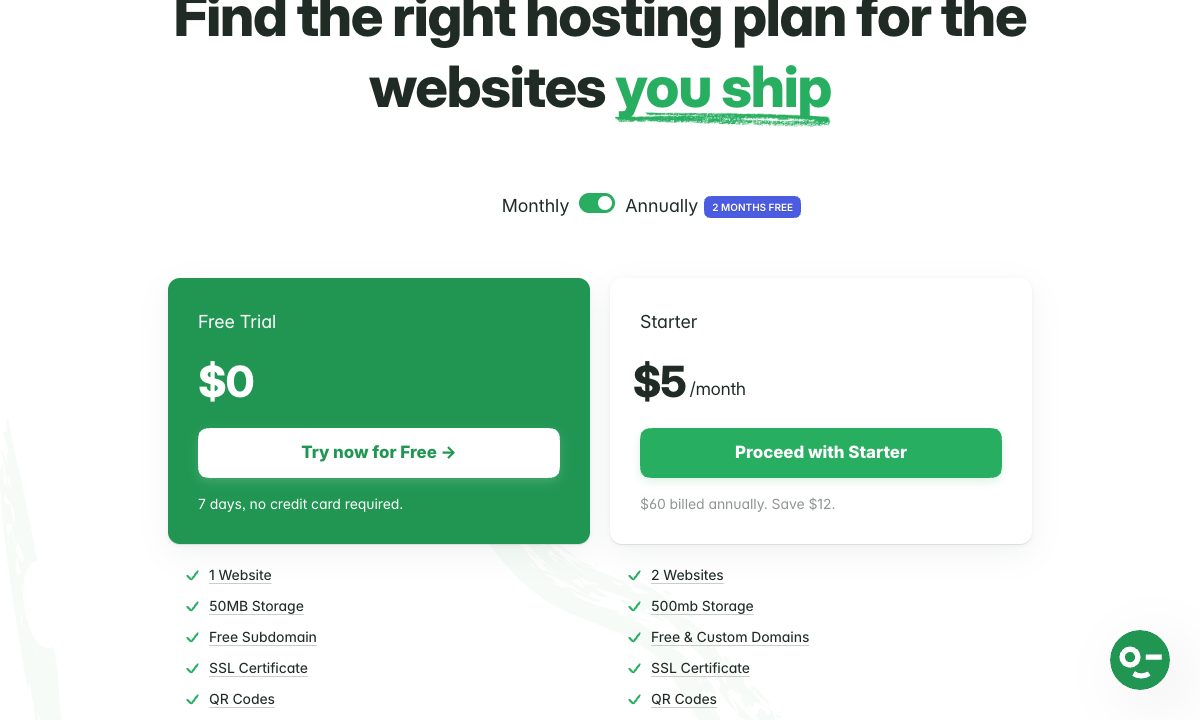 Find the right hosting plan for the
websites you ship
Monthly Annually 2 MONTHS FREE
Free Trial
$0
Try now for Free →
7 days, no credit card required.
1 Website
50MB Storage
Free Subdomain
SSL Certificate
QR Codes
Starter
$5 /month
Proceed with Starter
$60 billed annually. Save $12.
2 Websites
500mb Storage
Free & Custom Domains
SSL Certificate
QR Codes